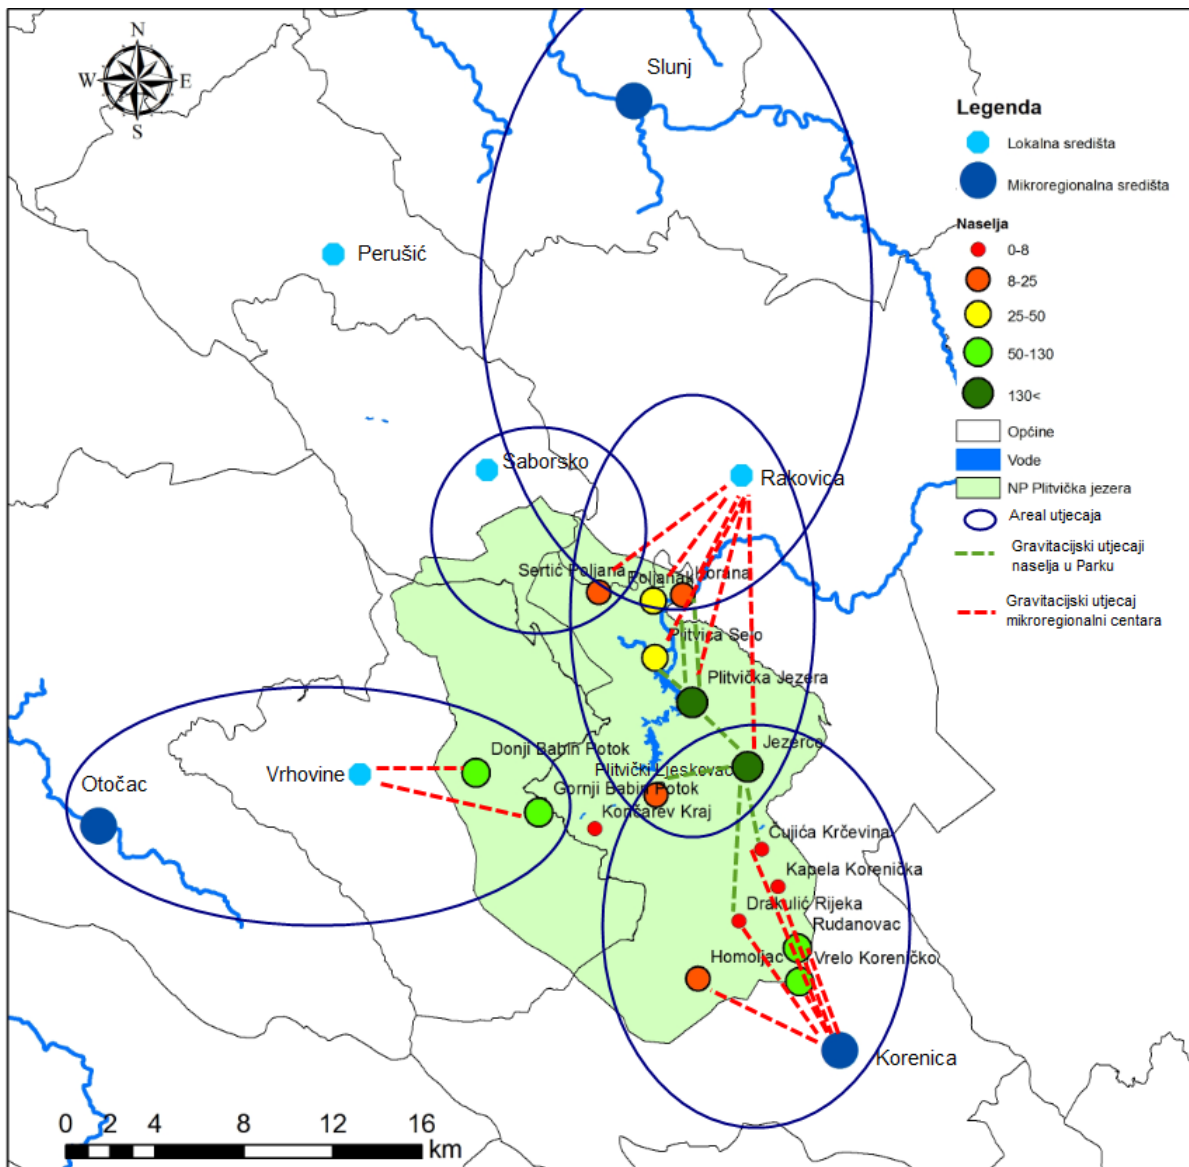 N
W E
S
Slunj
Legenda
Lokalna središta
Mikroregionalna središta
Naselja
0-8
8-25
25-50
50-130
130<
Općine
Vode
NP Plitvička jezera
Areal utjecaja
Gravitacijski utjecaji
naselja u Parku
Gravitacijski utjecaj
mikroregionalni centara
Perušić
Saborsko
Rakovica
Sertić Poljana
Poljanak
Korana
Plitvica Selo
Plitvička Jezera
Jezerce
Donji Babin Potok
Plitvički Ljeskovac
Vrhovine
Gornji Babin Potok
Otočac
Končarev Kraj
Čujića Krčevina
Kapela Korenička
Drakulić Rijeka
Rudanovac
Homoljac
Vrelo Koreničko
Korenica
0 2 4 8 12 16
km